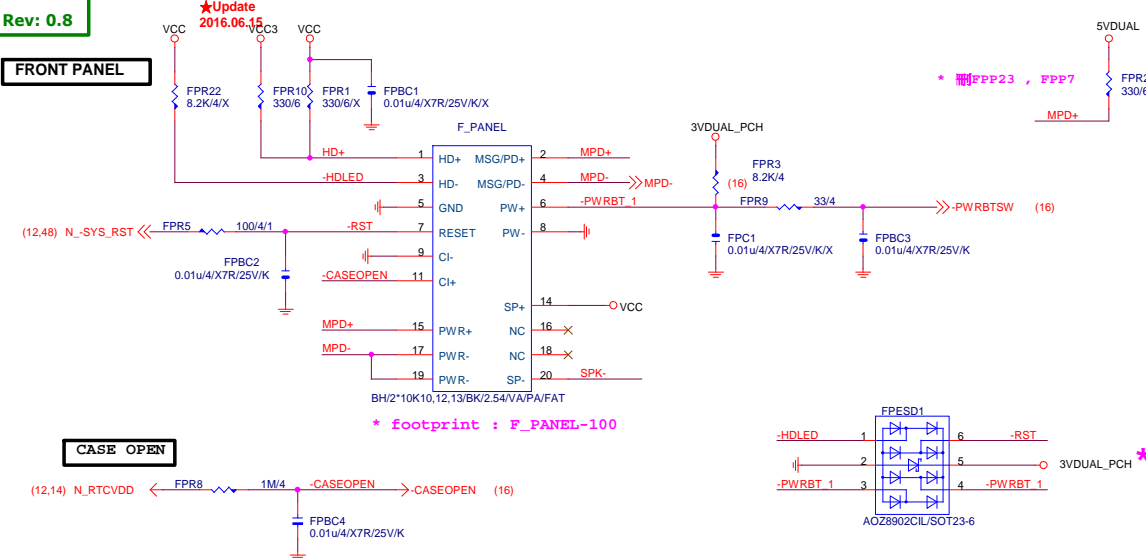 Rev: 0.8
★Update
2016.06.15
VCC
VCC3
VCC
5VDUAL
FRONT PANEL
* 刪FPP23 , FPP7
FPR22
8.2K/4/X
FPR10
330/6
FPR1
330/6/X
FPBC1
0.01u/4/X7R/25V/K/X
MPD+
F_PANEL
3VDUAL_PCH
HD+
1
HD+
MSG/PD+
2
MPD+
-HDLED
3
HD-
MSG/PD-
4
MPD-
MPD-
(16)
FPR3
8.2K/4
5
GND
PW+
6
-PWRBT_1
FPR9
33/4
-PWRBTSW
(16)
(12,48) N_-SYS_RST
FPR5
100/4/1
-RST
7
RESET
PW-
8
FPBC2
0.01u/4/X7R/25V/K
9
CI-
FPC1
0.01u/4/X7R/25V/K/X
FPBC3
0.01u/4/X7R/25V/K
-CASEOPEN
11
CI+
SP+
14
VCC
MPD+
15
PWR+
NC
16
MPD-
17
PWR-
NC
18
19
PWR-
SP-
20
SPK-
BH/2*10K10,12,13/BK/2.54/VA/PA/FAT
* footprint : F_PANEL-100
CASE OPEN
FPESD1
-HDLED
1
6
-RST
2
5
3VDUAL_PCH
*
-PWRBT_1
3
4
-PWRBT_1
AOZ8902CIL/SOT23-6
(12,14) N_RTCVDD
FPR8
1M/4
-CASEOPEN
-CASEOPEN
(16)
FPBC4
0.01u/4/X7R/25V/K